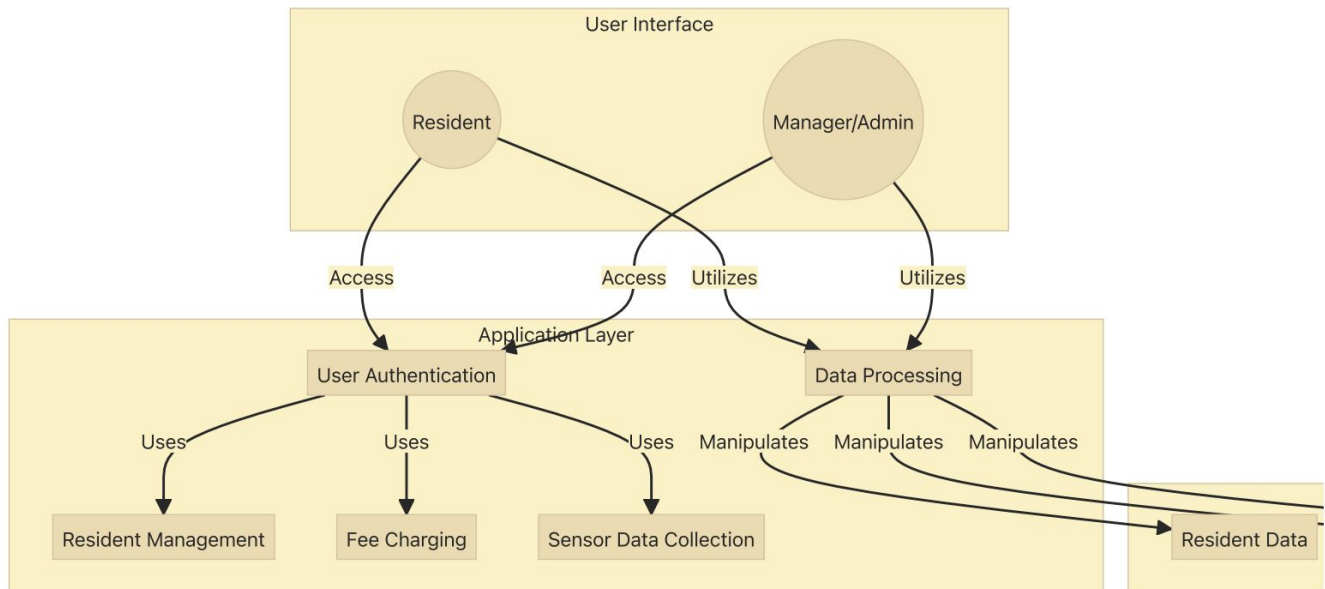 User Interface
Resident
Manager/Admin
Access
Access
Utilizes
Utilizes
Application Layer
User Authentication
Data Processing
Uses
Uses
Uses
Manipulates
Manipulates
Manipulates
Resident Management
Fee Charging
Sensor Data Collection
Resident Data